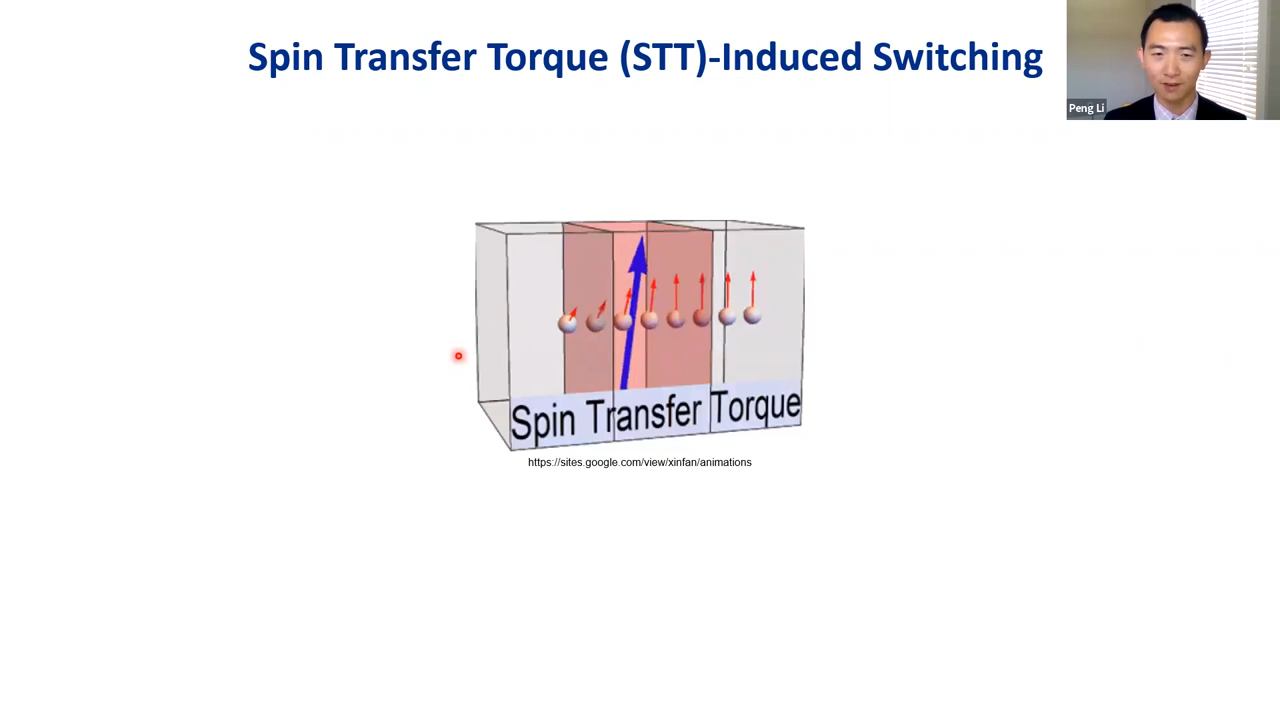 Spin Transfer Torque (STT)-Induced Switching
Peng Li
Spin Transfer Torque
https://sites.google.com/view/xinfan/animations